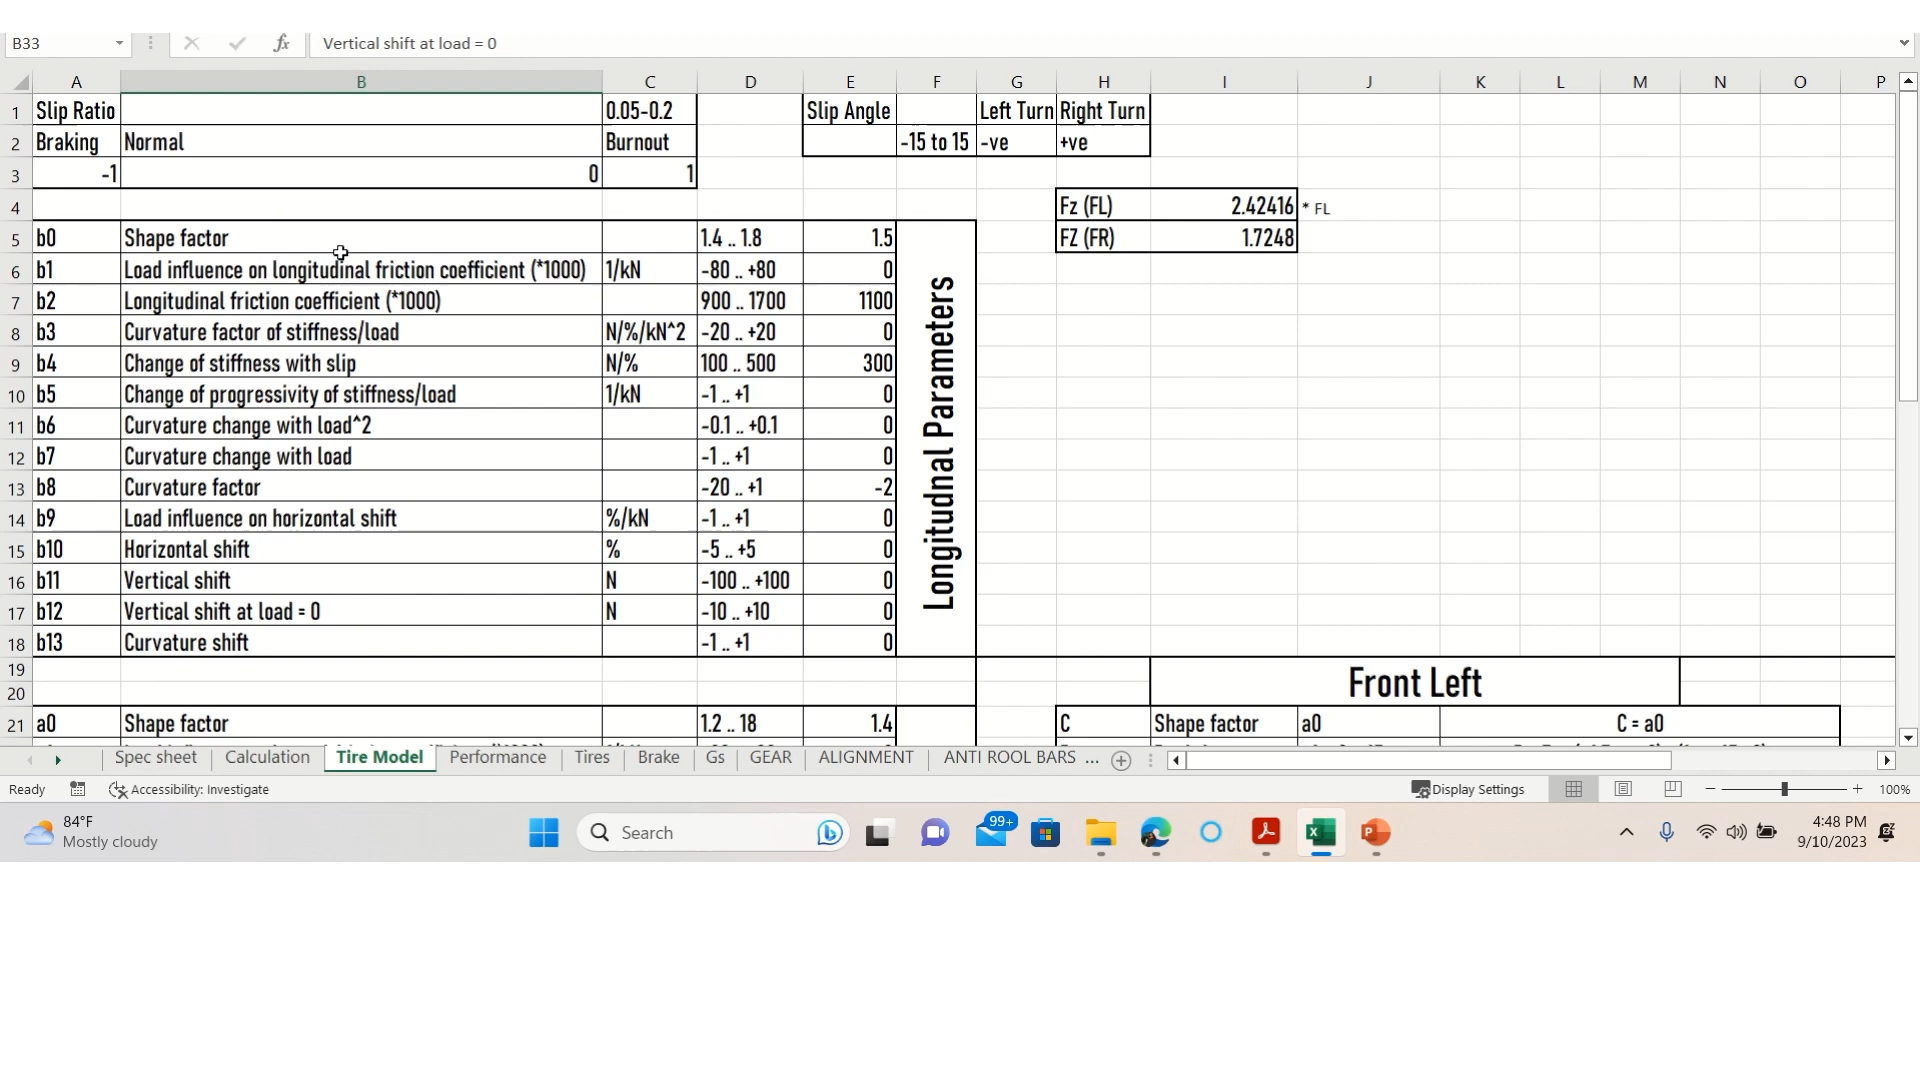 B33 Vertical shift at load = 0
A B C D E F G H I J K L M N O P
1 Slip Ratio 0.05-0.2 Slip Angle Left Turn Right Turn
2 Braking Normal Burnout -15 to 15 -ve +ve
3 -1 0 1
4 Fz (FL) 2.42416 * FL
5 b0 Shape factor 1.4 .. 1.8 1.5 FZ (FR) 1.7248
6 b1 Load influence on longitudinal friction coefficient (*1000) 1/kN -80 .. +80 0
7 b2 Longitudinal friction coefficient (*1000) 900 .. 1700 1100
8 b3 Curvature factor of stiffness/load N/%/kN^2 -20 .. +20 0
9 b4 Change of stiffness with slip N/% 100 .. 500 300
10 b5 Change of progressivity of stiffness/load 1/kN -1 .. +1 0
11 b6 Curvature change with load^2 -0.1 .. +0.1 0
12 b7 Curvature change with load -1 .. +1 0
13 b8 Curvature factor -20 .. +1 -2
14 b9 Load influence on horizontal shift %/kN -1 .. +1 0
15 b10 Horizontal shift % -5 .. +5 0
16 b11 Vertical shift N -100 .. +100 0
17 b12 Vertical shift at load = 0 N -10 .. +10 0
18 b13 Curvature shift -1 .. +1 0
Longitudnal Parameters
19
20
Front Left
21 a0 Shape factor 1.2 .. 18 1.4 C Shape factor a0 C = a0
Spec sheet Calculation Tire Model Performance Tires Brake Gs GEAR ALIGNMENT ANTI ROOL BARS ...
Ready Accessibility: Investigate Display Settings 100%
84°F
Mostly cloudy
Search
99+
4:48 PM
9/10/2023